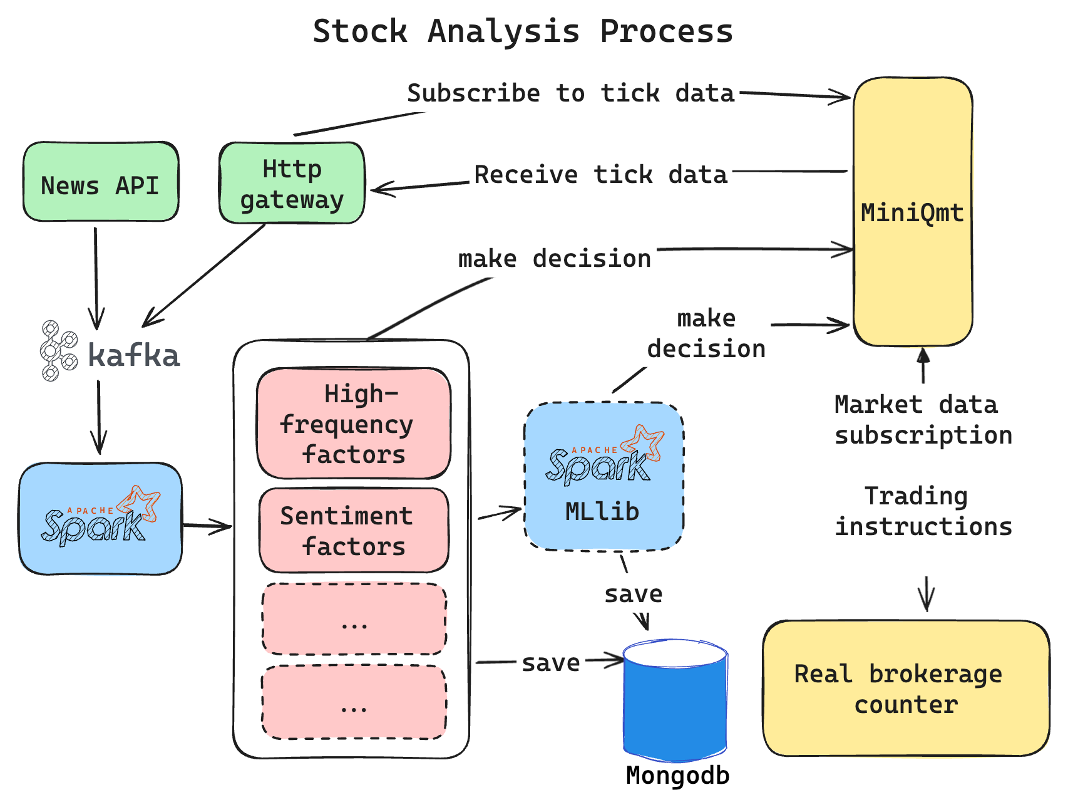 Stock Analysis Process
Subscribe to tick data
News API
Http
gateway
Receive tick data
MiniQmt
make decision
make
decision
kafka
High-
frequency
factors
Market data
subscription
APACHE
Spark
MLlib
APACHE
Spark
Sentiment
factors
Trading
instructions
...
save
...
save
Real brokerage
counter
Mongodb